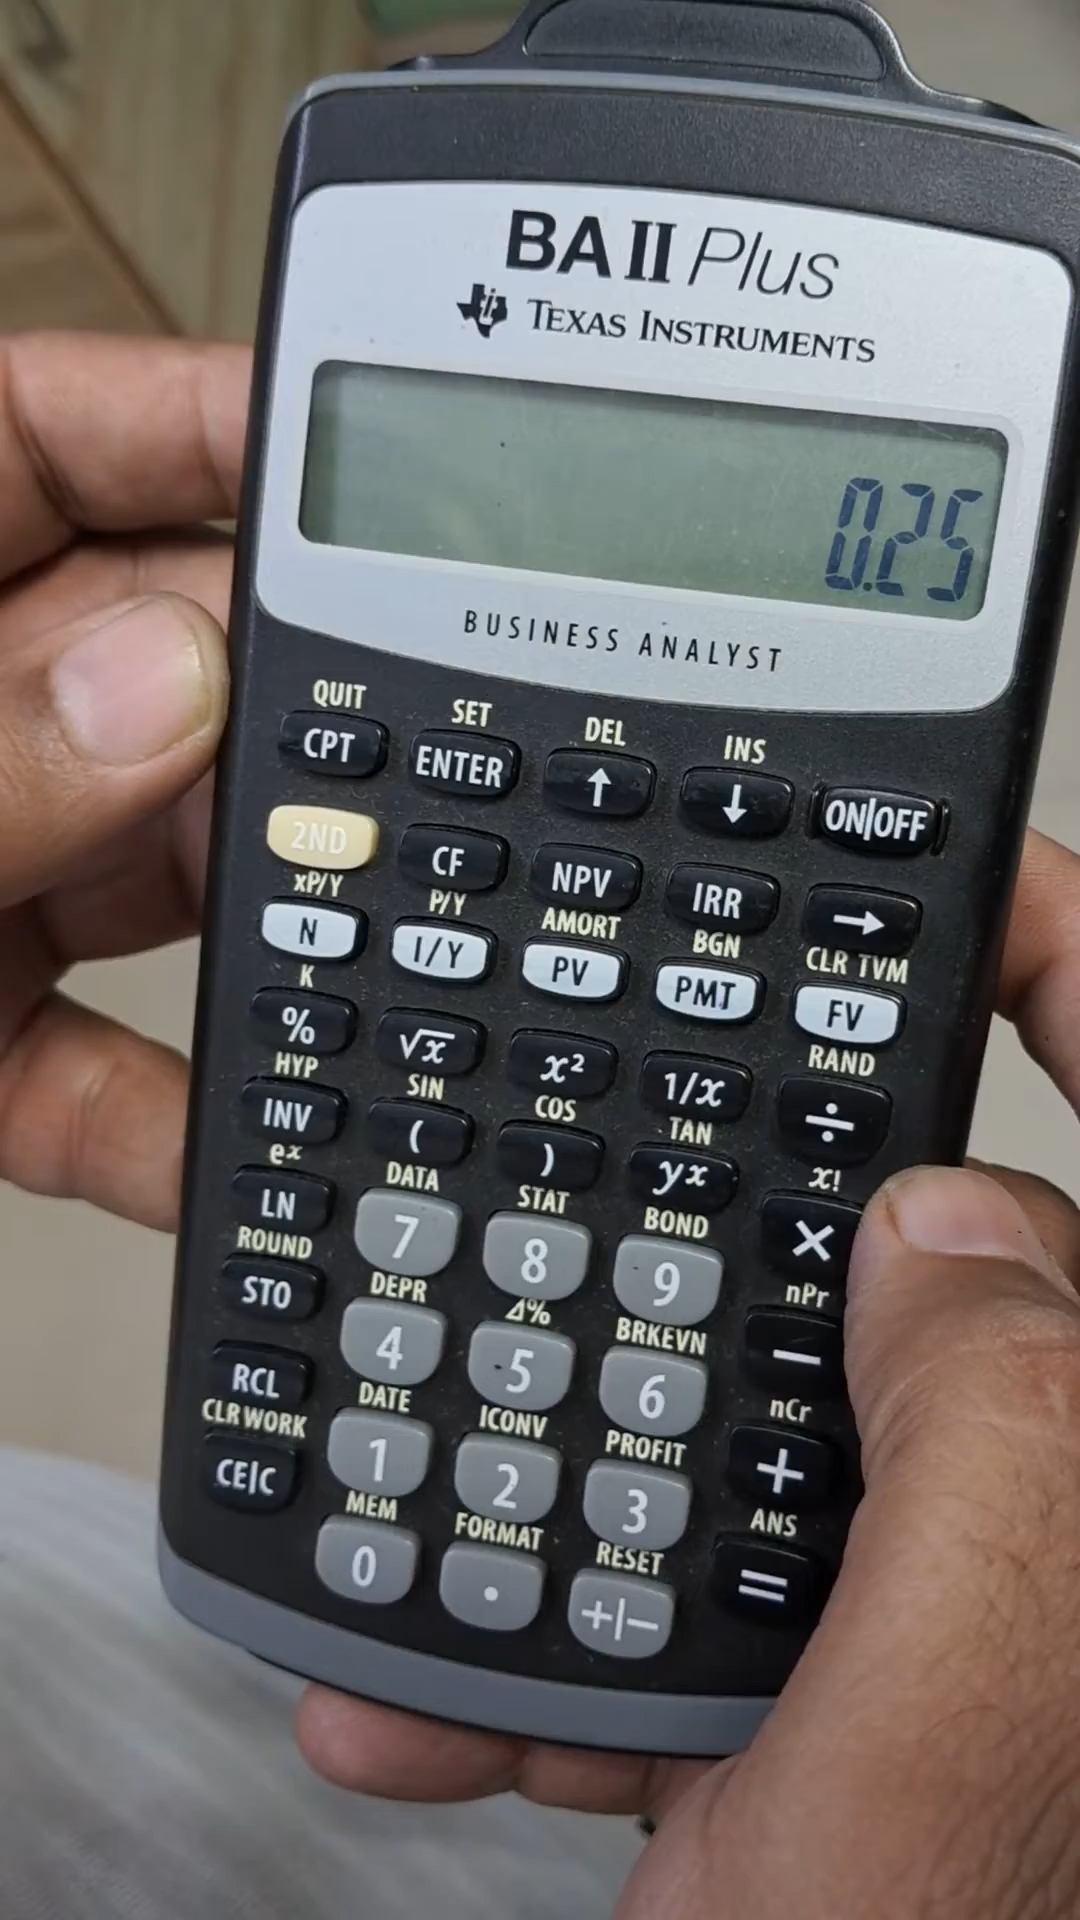 BA II Plus
TEXAS INSTRUMENTS
0.25
BUSINESS ANALYST
QUIT SET DEL INS
CPT ENTER ↑ ↓ ON|OFF
2ND CF NPV IRR →
xP/Y P/Y AMORT BGN CLR TVM
N I/Y PV PMT FV
K RAND
% √x x² 1/x ÷
HYP SIN COS TAN x!
INV ( ) yx ×
eˣ DATA STAT BOND nPr
LN 7 8 9 −
ROUND DEPR Δ% BRKEVN nCr
STO 4 5 6 +
DATE ICONV PROFIT ANS
RCL 1 2 3 =
CLR WORK MEM FORMAT RESET
CE|C 0 . +|−